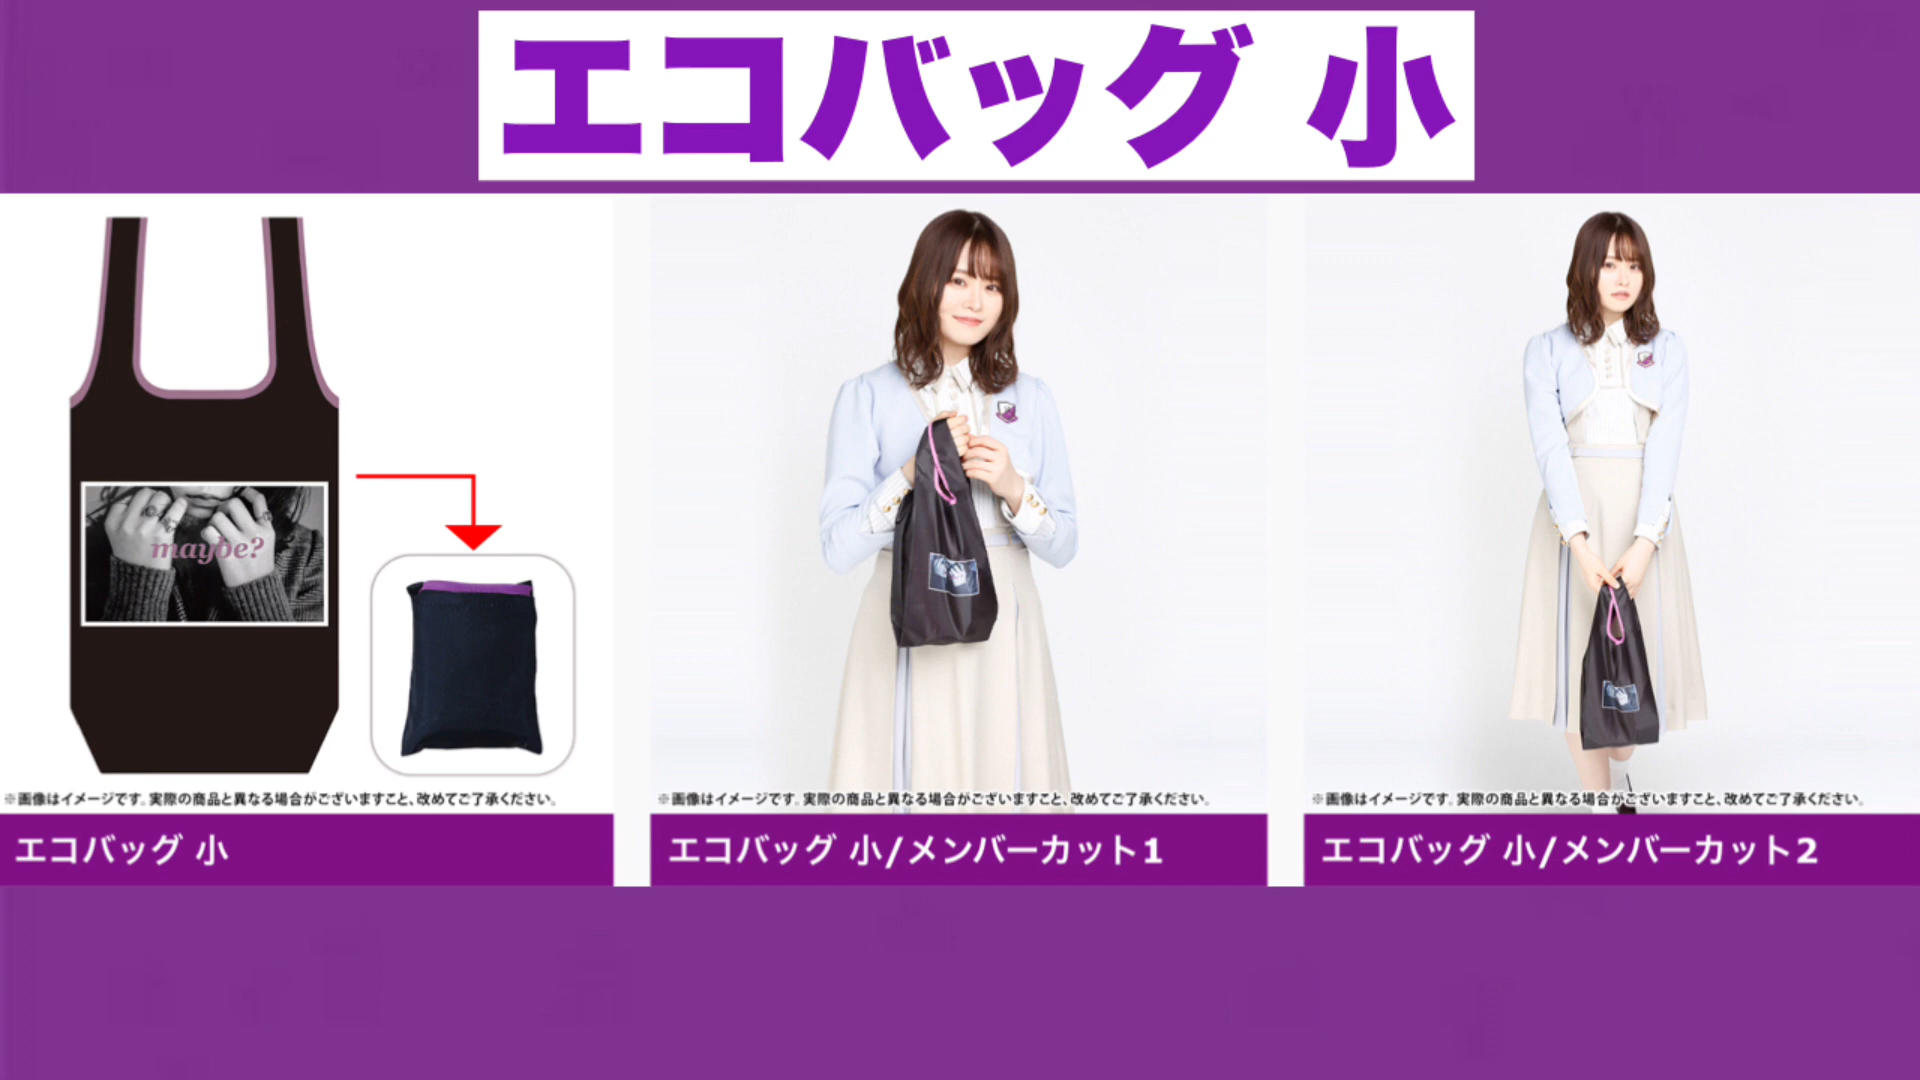 エコバッグ 小
maybe?
※画像はイメージです。実際の商品と異なる場合がございますこと、改めてご了承ください。
※画像はイメージです。実際の商品と異なる場合がございますこと、改めてご了承ください。
※画像はイメージです。実際の商品と異なる場合がございますこと、改めてご了承ください。
エコバッグ 小
エコバッグ 小/メンバーカット1
エコバッグ 小/メンバーカット2